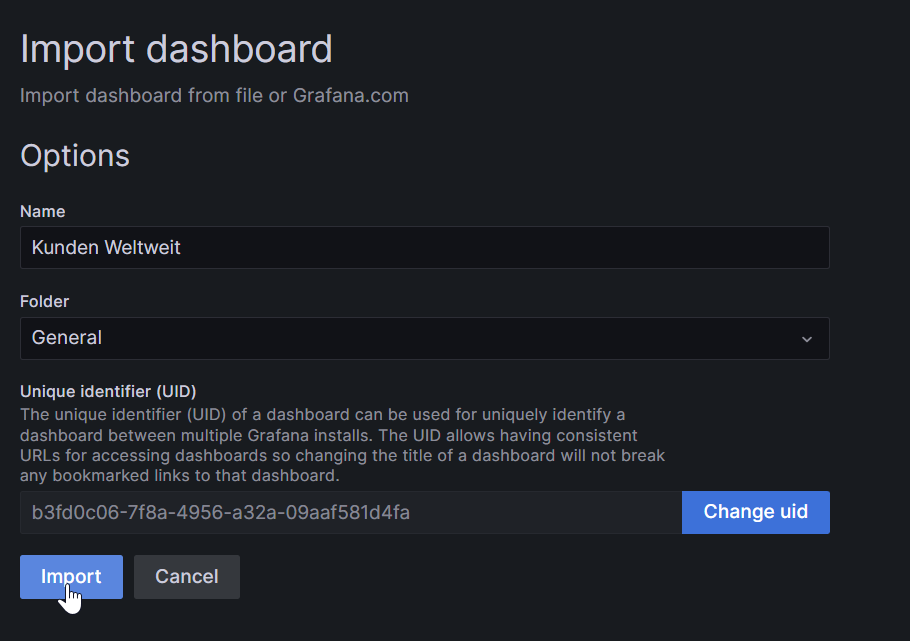 Import dashboard
Import dashboard from file or Grafana.com
Options
Name
Kunden Weltweit
Folder
General
Unique identifier (UID)
The unique identifier (UID) of a dashboard can be used for uniquely identify a
dashboard between multiple Grafana installs. The UID allows having consistent
URLs for accessing dashboards so changing the title of a dashboard will not break
any bookmarked links to that dashboard.
b3fd0c06-7f8a-4956-a32a-09aaf581d4fa
Change uid
Import
Cancel